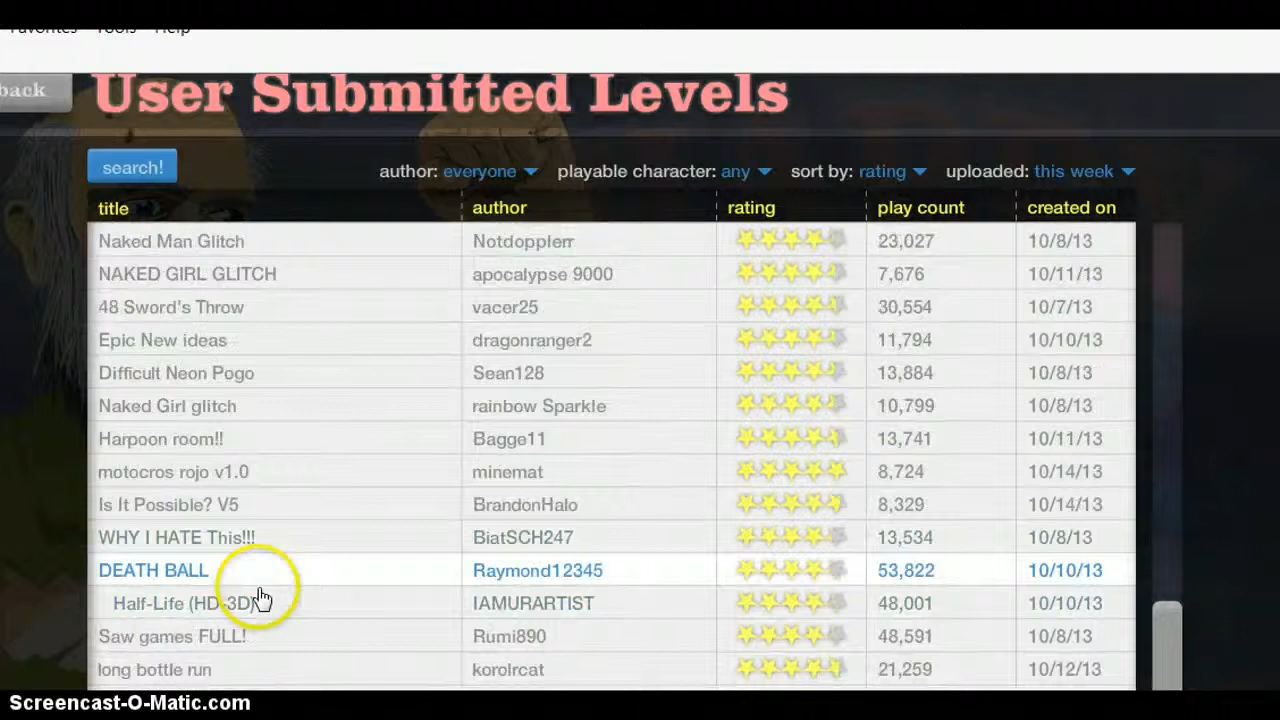 Favorites Tools Help
back
User Submitted Levels
search!
author: everyone playable character: any sort by: rating uploaded: this week
title author rating play count created on
Naked Man Glitch Notdopplerr 23,027 10/8/13
NAKED GIRL GLITCH apocalypse 9000 7,676 10/11/13
48 Sword's Throw vacer25 30,554 10/7/13
Epic New ideas dragonranger2 11,794 10/10/13
Difficult Neon Pogo Sean128 13,884 10/8/13
Naked Girl glitch rainbow Sparkle 10,799 10/8/13
Harpoon room!! Bagge11 13,741 10/11/13
motocros rojo v1.0 minemat 8,724 10/14/13
Is It Possible? V5 BrandonHalo 8,329 10/14/13
WHY I HATE This!!! BiatSCH247 13,534 10/8/13
DEATH BALL Raymond12345 53,822 10/10/13
Half-Life (HD-3D) IAMURARTIST 48,001 10/10/13
Saw games FULL! Rumi890 48,591 10/8/13
long bottle run korolrcat 21,259 10/12/13
Screencast-O-Matic.com